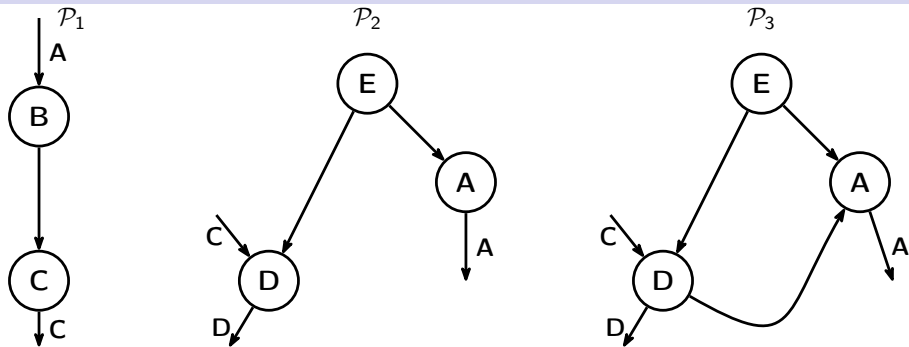 𝒫₁ 𝒫₂ 𝒫₃
A
E E
B
A A
C C
A A
C D D
D D
C